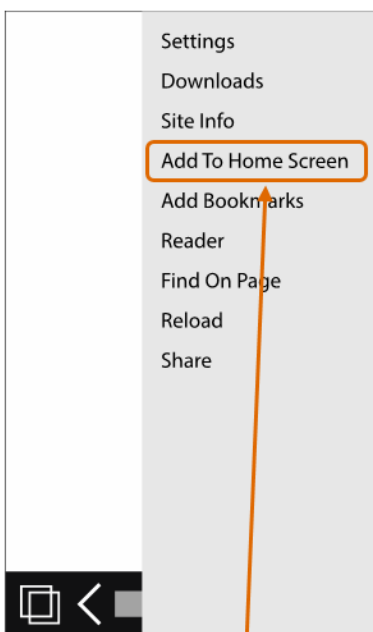 Settings
Downloads
Site Info
Add To Home Screen
Add Bookmarks
Reader
Find On Page
Reload
Share